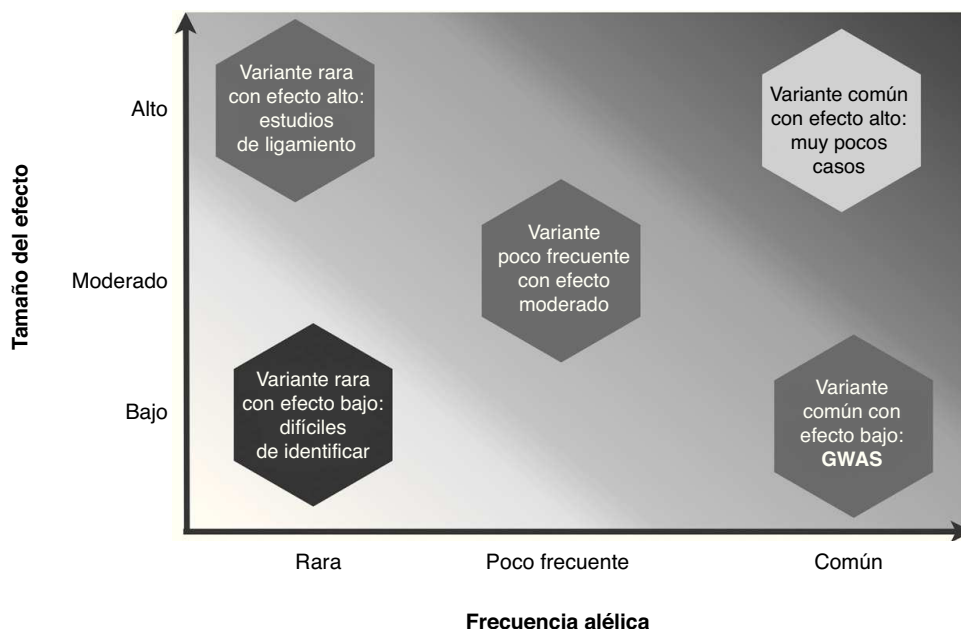 Tamaño del efecto
Alto
Moderado
Bajo
Variante rara
con efecto alto:
estudios
de ligamiento
Variante común
con efecto alto:
muy pocos
casos
Variante
poco frecuente
con efecto
moderado
Variante rara
con efecto bajo:
difíciles
de identificar
Variante
común con
efecto bajo:
GWAS
Rara
Poco frecuente
Común
Frecuencia alélica